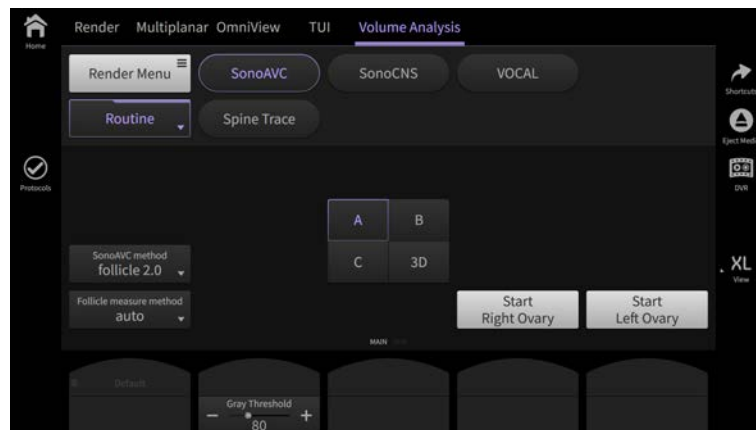 Home
Render
Multiplanar
OmniView
TUI
Volume Analysis
Render Menu
SonoAVC
SonoCNS
VOCAL
Shortcuts
Routine
Spine Trace
Eject Media
Protocols
DVR
A
B
SonoAVC method
follicle 2.0
C
3D
XL
View
Follicle measure method
auto
Start
Right Ovary
Start
Left Ovary
MAIN
Default
Gray Threshold
80